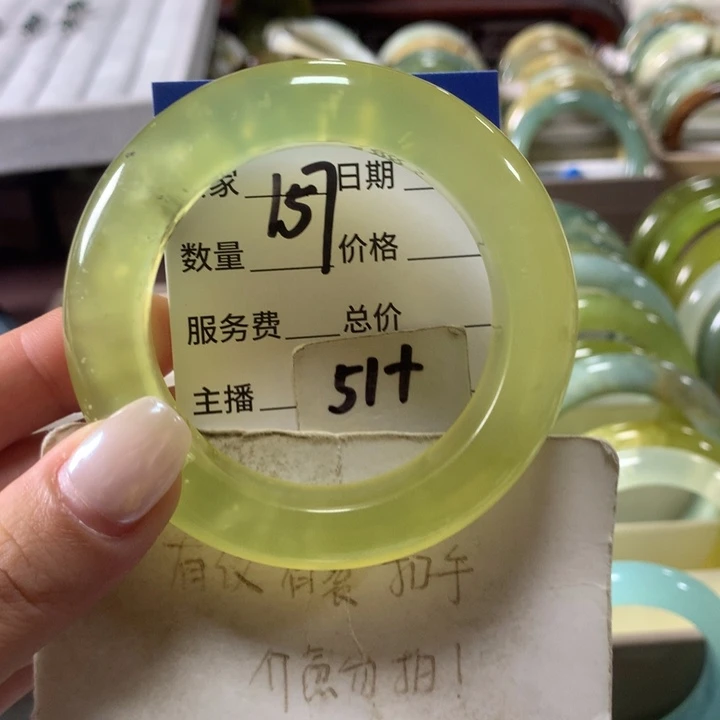 家 157 日期
数量 价格
服务费 总价
主播 51+
有纹有裂 扣手
介意勿拍!